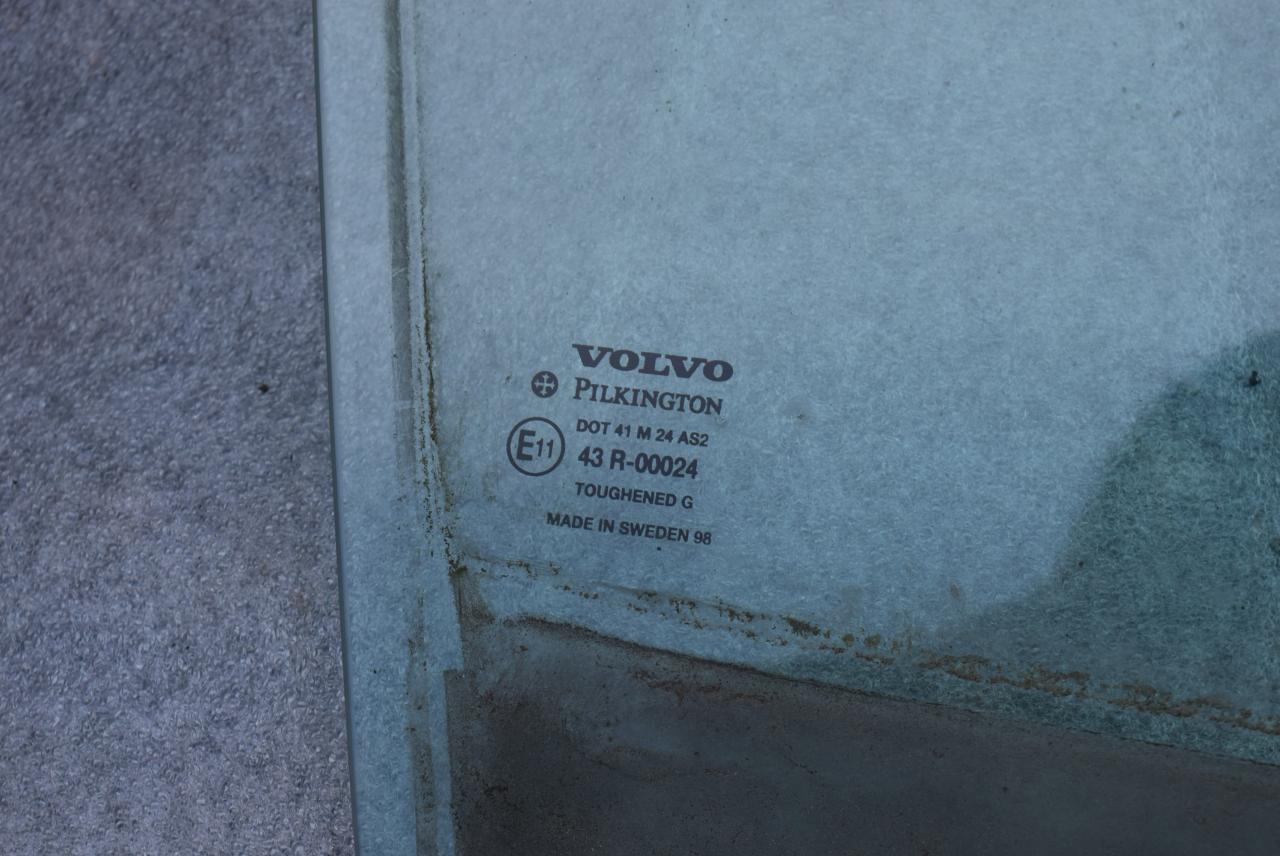 VOLVO
PILKINGTON
DOT 41 M 24 AS2
E11 43 R-00024
TOUGHENED G
MADE IN SWEDEN 98